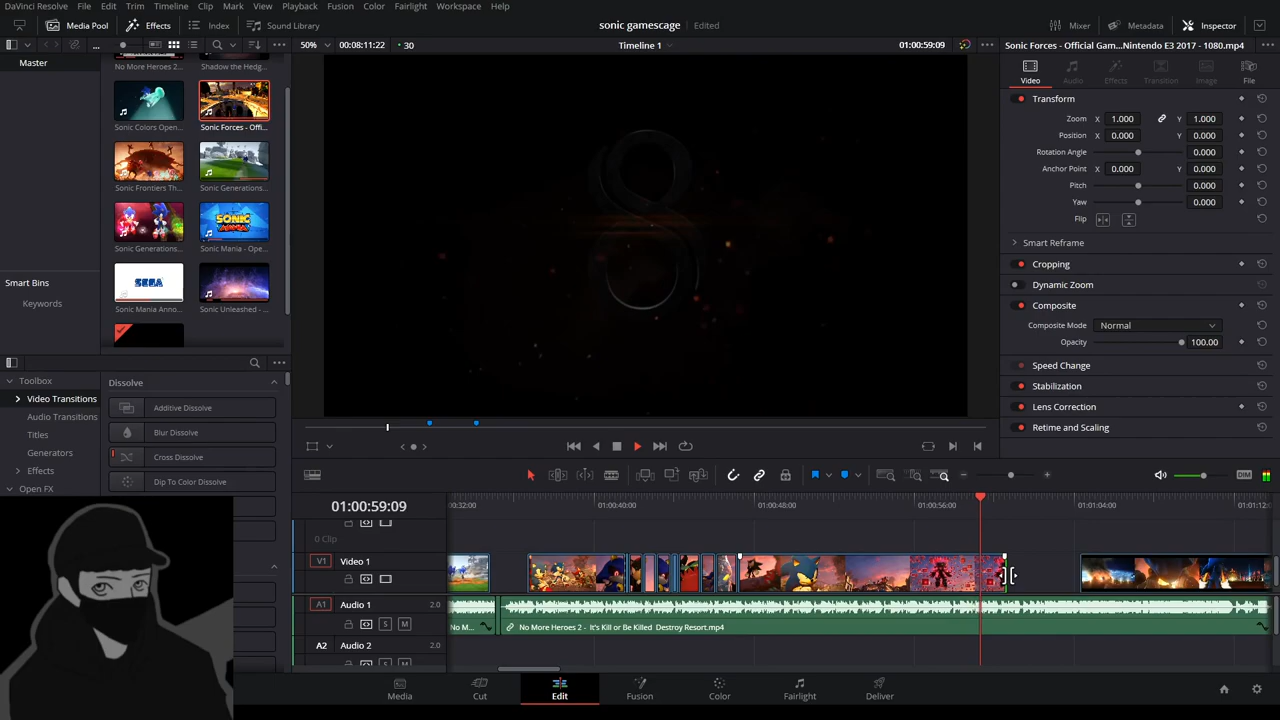 DaVinci Resolve File Edit Trim Timeline Clip Mark View Playback Fusion Color Fairlight Workspace Help
Media Pool Effects Index Sound Library sonic gamescage Edited Mixer Metadata Inspector
... 50% 00:08:11:22 • 30 Timeline 1 01:00:59:09 Sonic Forces - Official Gam...Nintendo E3 2017 - 1080.mp4
Master
No More Heroes 2... Shadow the Hedg...
Sonic Colors Open... Sonic Forces - Offi...
Sonic Frontiers Th... Sonic Generations...
SONIC MANIA
Sonic Generations... Sonic Mania - Ope...
SEGA
Sonic Mania Anno... Sonic Unleashed - ...
Smart Bins
Keywords
Video Audio Effects Transition Image File
Transform
Zoom X 1.000 Y 1.000
Position X 0.000 Y 0.000
Rotation Angle 0.000
Anchor Point X 0.000 Y 0.000
Pitch 0.000
Yaw 0.000
Flip
Smart Reframe
Cropping
Dynamic Zoom
Composite
Composite Mode Normal
Opacity 100.00
Speed Change
Stabilization
Lens Correction
Retime and Scaling
Toolbox
Video Transitions
Audio Transitions
Titles
Generators
Effects
Open FX
Dissolve
Additive Dissolve
Blur Dissolve
Cross Dissolve
Dip To Color Dissolve
DIM
01:00:59:09 00:32:00 01:00:40:00 01:00:48:00 01:00:56:00 01:01:04:00 01:01:12:0
0 Clip
V1 Video 1
A1 Audio 1 2.0
S M No M... No More Heroes 2 - It's Kill or Be Killed Destroy Resort.mp4
A2 Audio 2 2.0
Media Cut Edit Fusion Color Fairlight Deliver